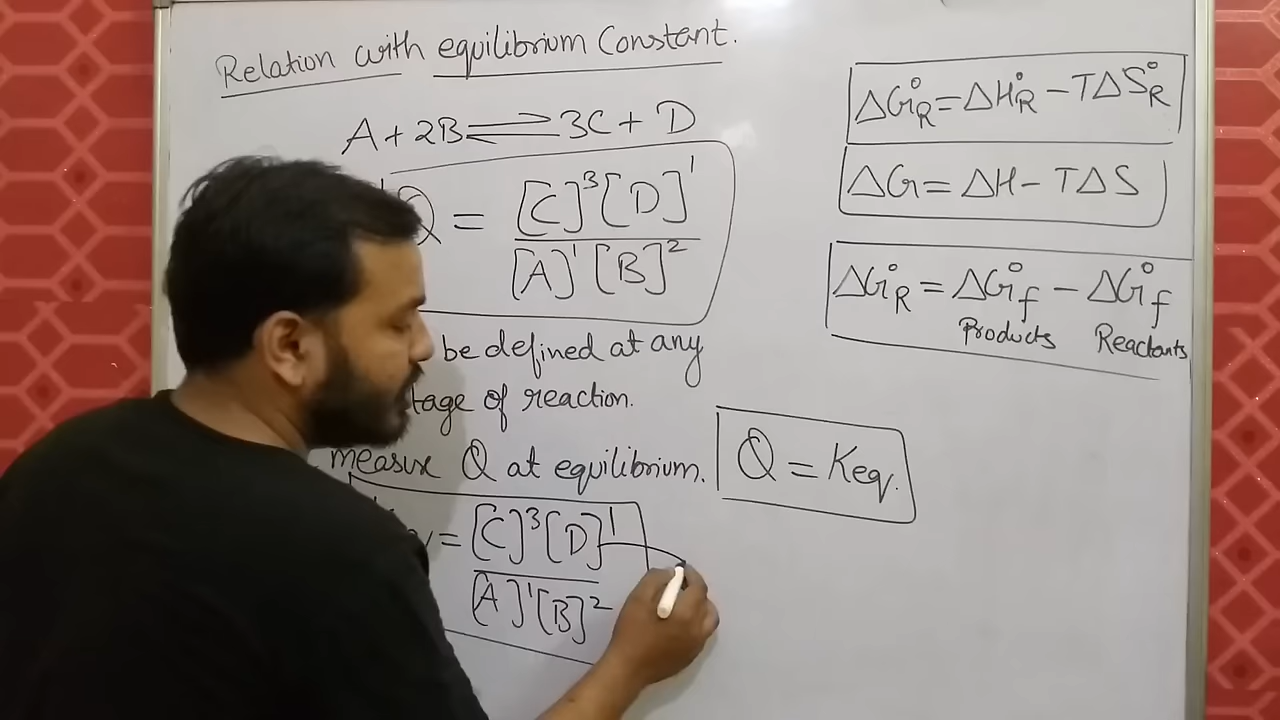 Relation with equilibrium Constant.
A + 2B ⇌ 3C + D
Q = [C]³[D]¹
[A]¹[B]²
be defined at any
tage of reaction.
measure Q at equilibrium.
= [C]³[D]¹
[A]¹[B]²
ΔG°R = ΔH°R - TΔS°R
ΔG = ΔH - TΔS
ΔG°R = ΔG°f - ΔG°f
Products Reactants
Q = Keq.